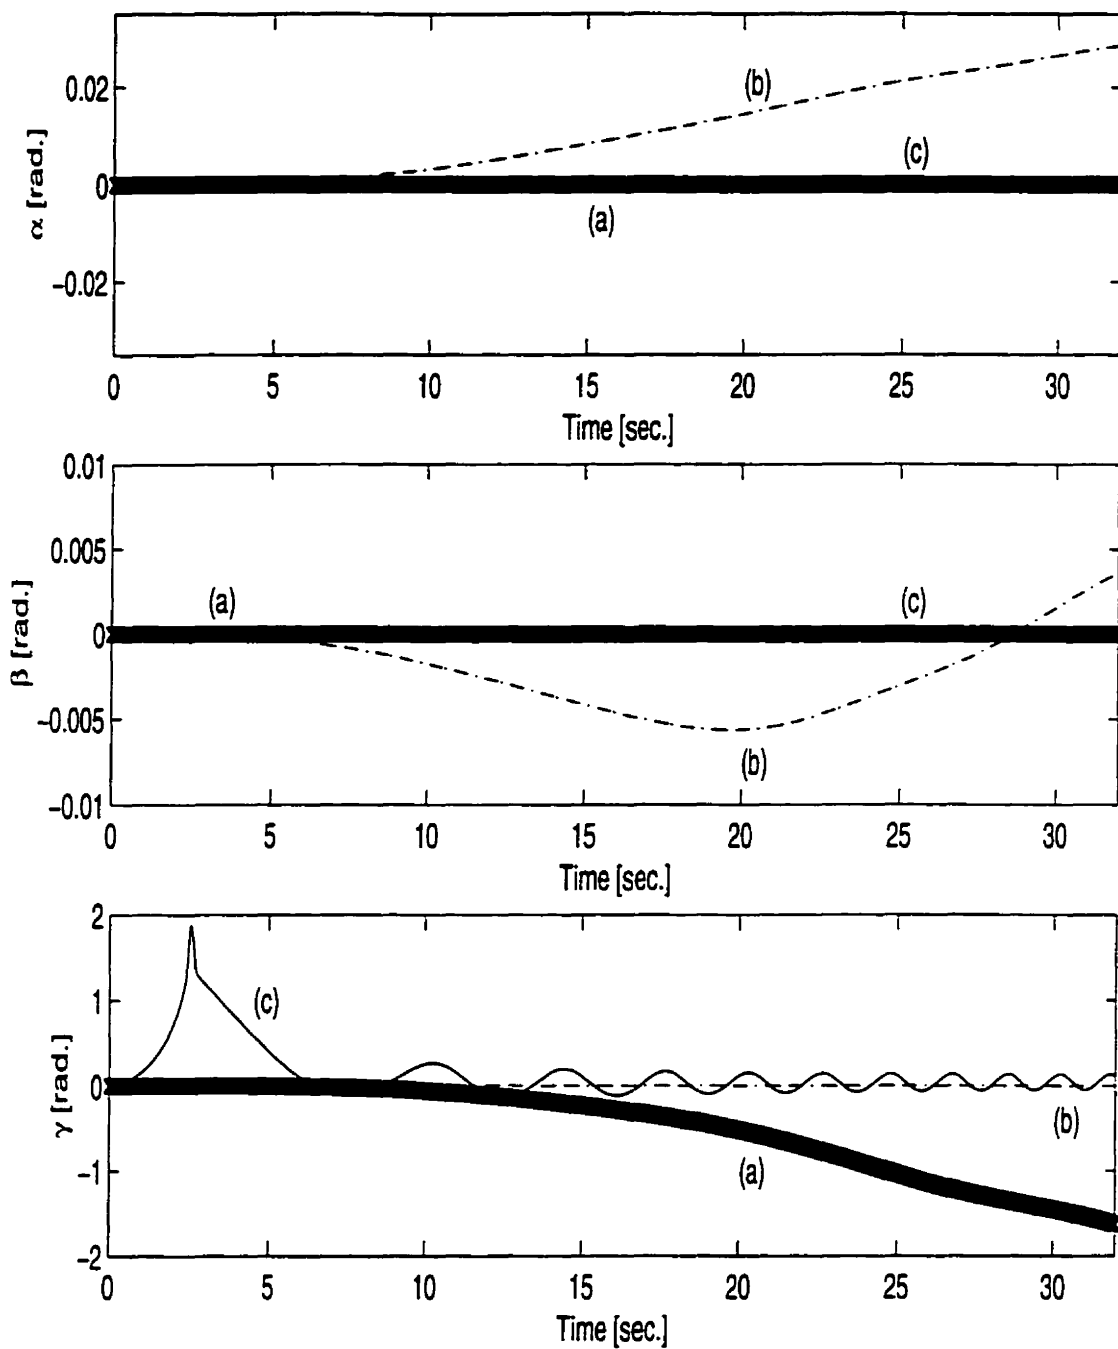 0.02
0
−0.02
α [rad.]
(b)
(c)
(a)
0 5 10 15 20 25 30
Time [sec.]
0.01
0.005
0
−0.005
−0.01
β [rad.]
(a)
(c)
(b)
0 5 10 15 20 25 30
Time [sec.]
2
1
0
−1
−2
γ [rad.]
(c)
(b)
(a)
0 5 10 15 20 25 30
Time [sec.]